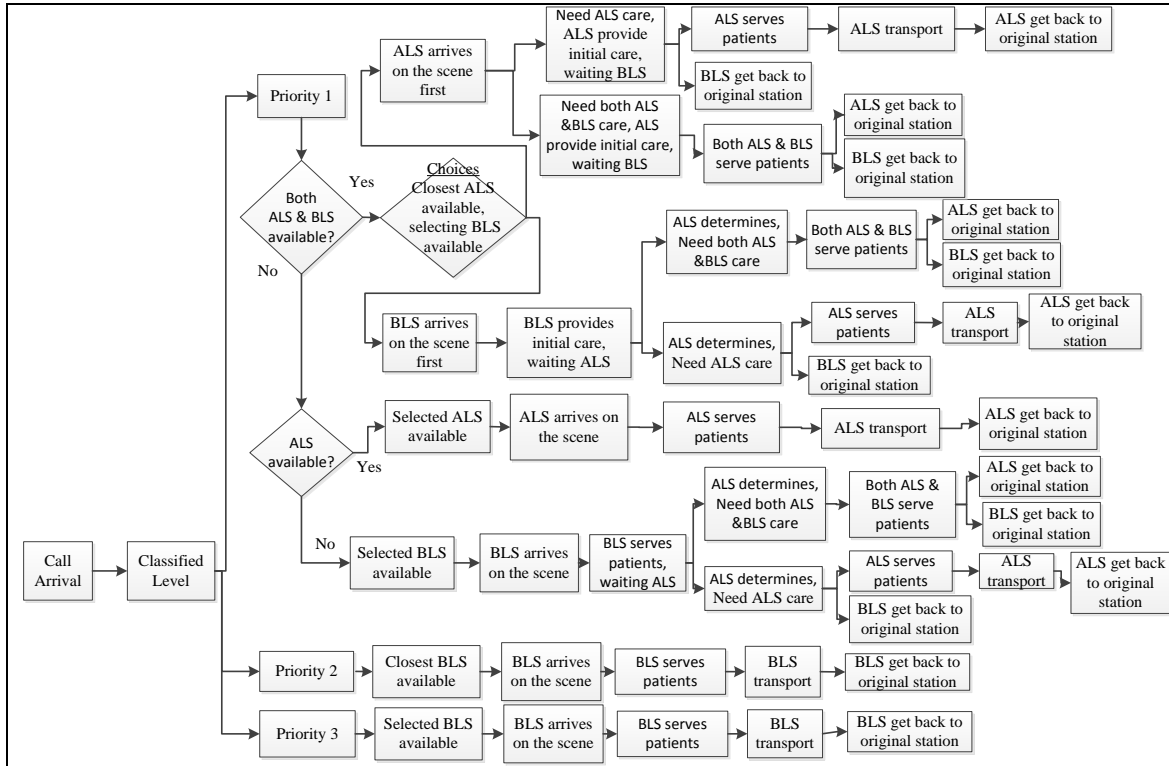 Need ALS care,
ALS provide
initial care,
waiting BLS
ALS serves
patients
ALS transport
ALS get back to
original station
ALS arrives
on the scene
first
BLS get back to
original station
Priority 1
Need both ALS
&BLS care, ALS
provide initial care,
waiting BLS
Both ALS & BLS
serve patients
ALS get back to
original station
BLS get back to
original station
Both
ALS & BLS
available?
Yes
Choices
Closest ALS
available,
selecting BLS
available
No
ALS determines,
Need both ALS
&BLS care
Both ALS & BLS
serve patients
ALS get back to
original station
BLS get back to
original station
BLS arrives
on the scene
first
BLS provides
initial care,
waiting ALS
ALS determines,
Need ALS care
ALS serves
patients
ALS
transport
ALS get back
to original
station
BLS get back to
original station
ALS
available?
Yes
Selected ALS
available
ALS arrives on
the scene
ALS serves
patients
ALS transport
ALS get back to
original station
No
Selected BLS
available
BLS arrives
on the scene
BLS serves
patients,
waiting ALS
ALS determines,
Need both ALS
&BLS care
Both ALS &
BLS serve
patients
ALS get back to
original station
BLS get back to
original station
ALS determines,
Need ALS care
ALS serves
patients
ALS
transport
ALS get back
to original
station
BLS get back to
original station
Call
Arrival
Classified
Level
Priority 2
Closest BLS
available
BLS arrives
on the scene
BLS serves
patients
BLS
transport
BLS get back to
original station
Priority 3
Selected BLS
available
BLS arrives
on the scene
BLS serves
patients
BLS
transport
BLS get back to
original station